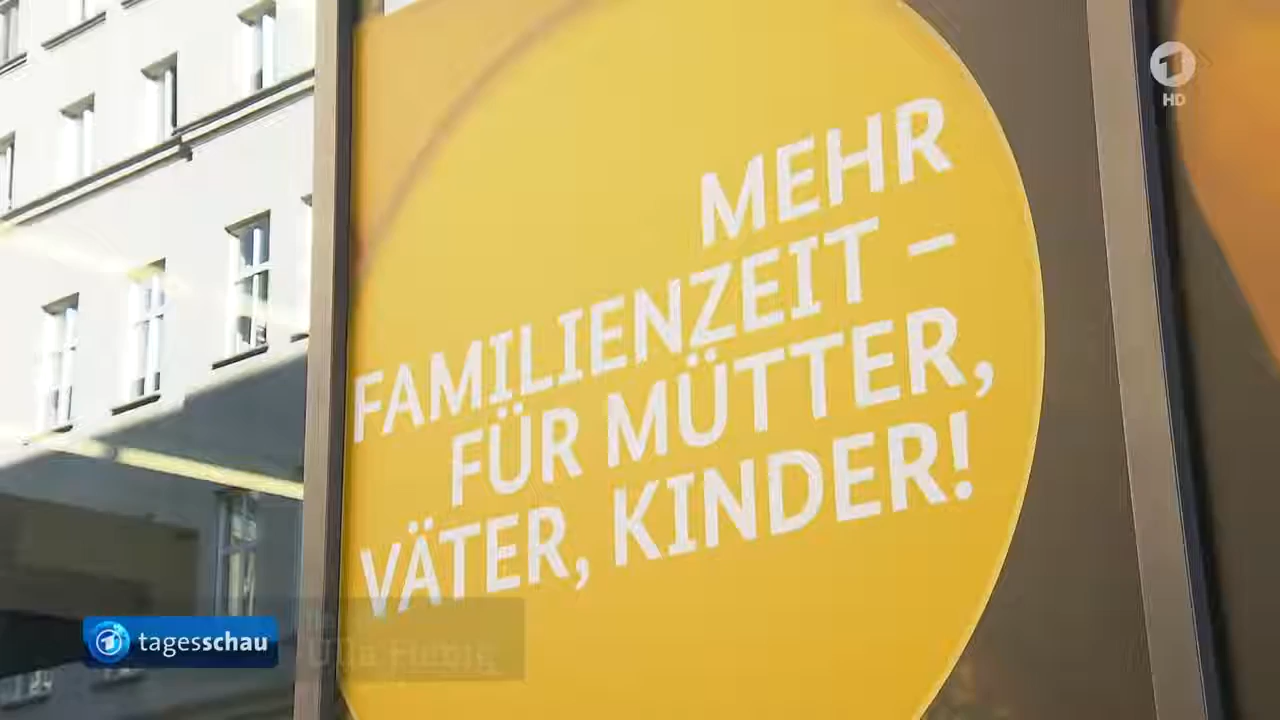 HD
MEHR
FAMILIENZEIT –
FÜR MÜTTER,
VÄTER, KINDER!
tagesschau